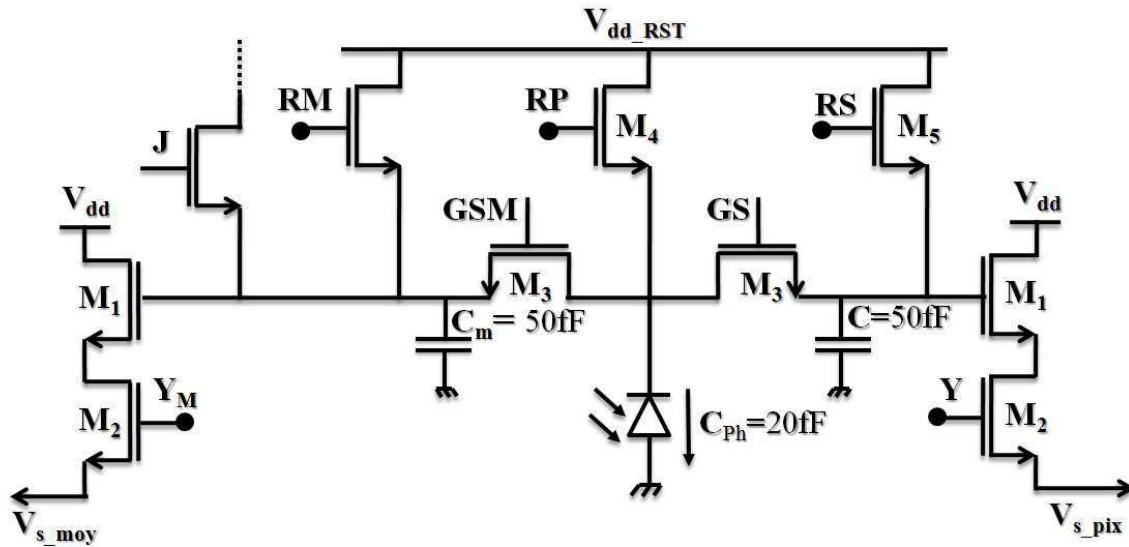 V_dd_RST
RM
RP
RS
M_4
M_5
J
V_dd
GSM
GS
V_dd
M_1
M_3
M_3
M_1
C_m = 50fF
C=50fF
Y_M
M_2
C_Ph=20fF
Y
M_2
V_s_moy
V_s_pix